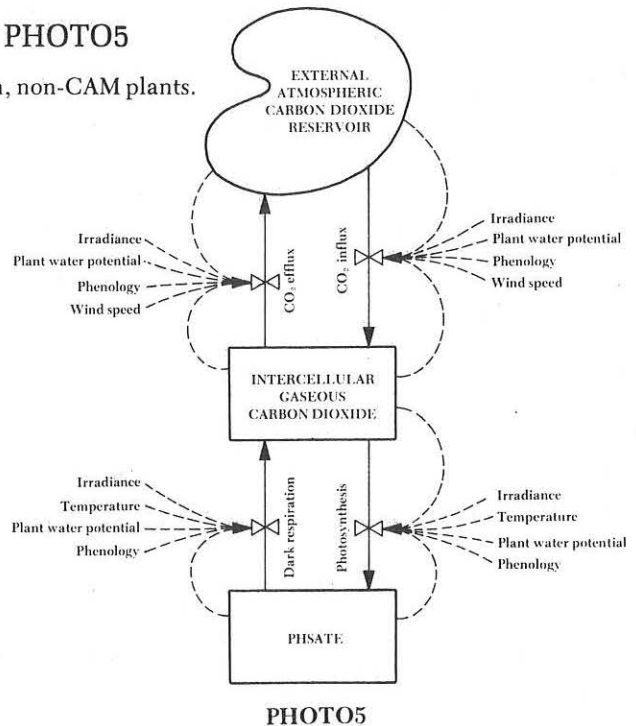 PHOTO5
, non-CAM plants.
EXTERNAL
ATMOSPHERIC
CARBON DIOXIDE
RESERVOIR
Irradiance
Plant water potential
Phenology
Wind speed
CO₂ efflux
CO₂ influx
Irradiance
Plant water potential
Phenology
Wind speed
INTERCELLULAR
GASEOUS
CARBON DIOXIDE
Irradiance
Temperature
Plant water potential
Phenology
Dark respiration
Photosynthesis
Irradiance
Temperature
Plant water potential
Phenology
PHSATE
PHOTO5